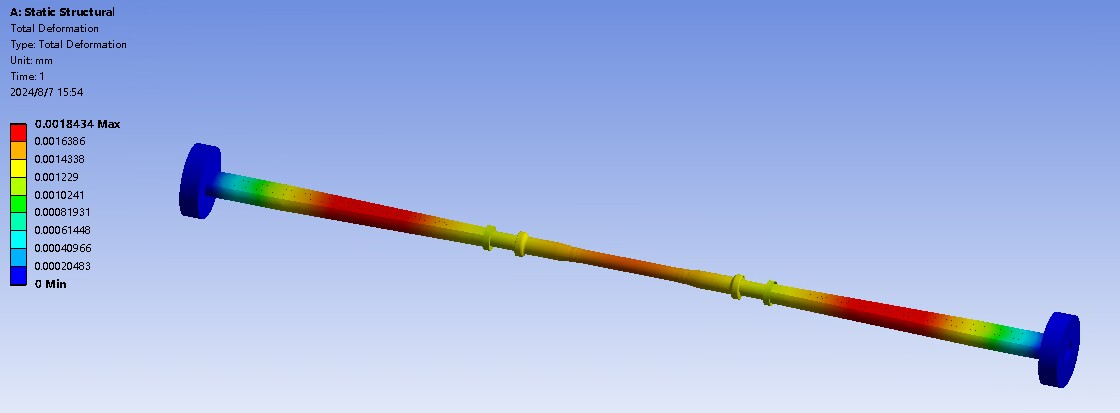 A: Static Structural
Total Deformation
Type: Total Deformation
Unit: mm
Time: 1
2024/8/7 15:54
0.0018434 Max
0.0016386
0.0014338
0.001229
0.0010241
0.00081931
0.00061448
0.00040966
0.00020483
0 Min